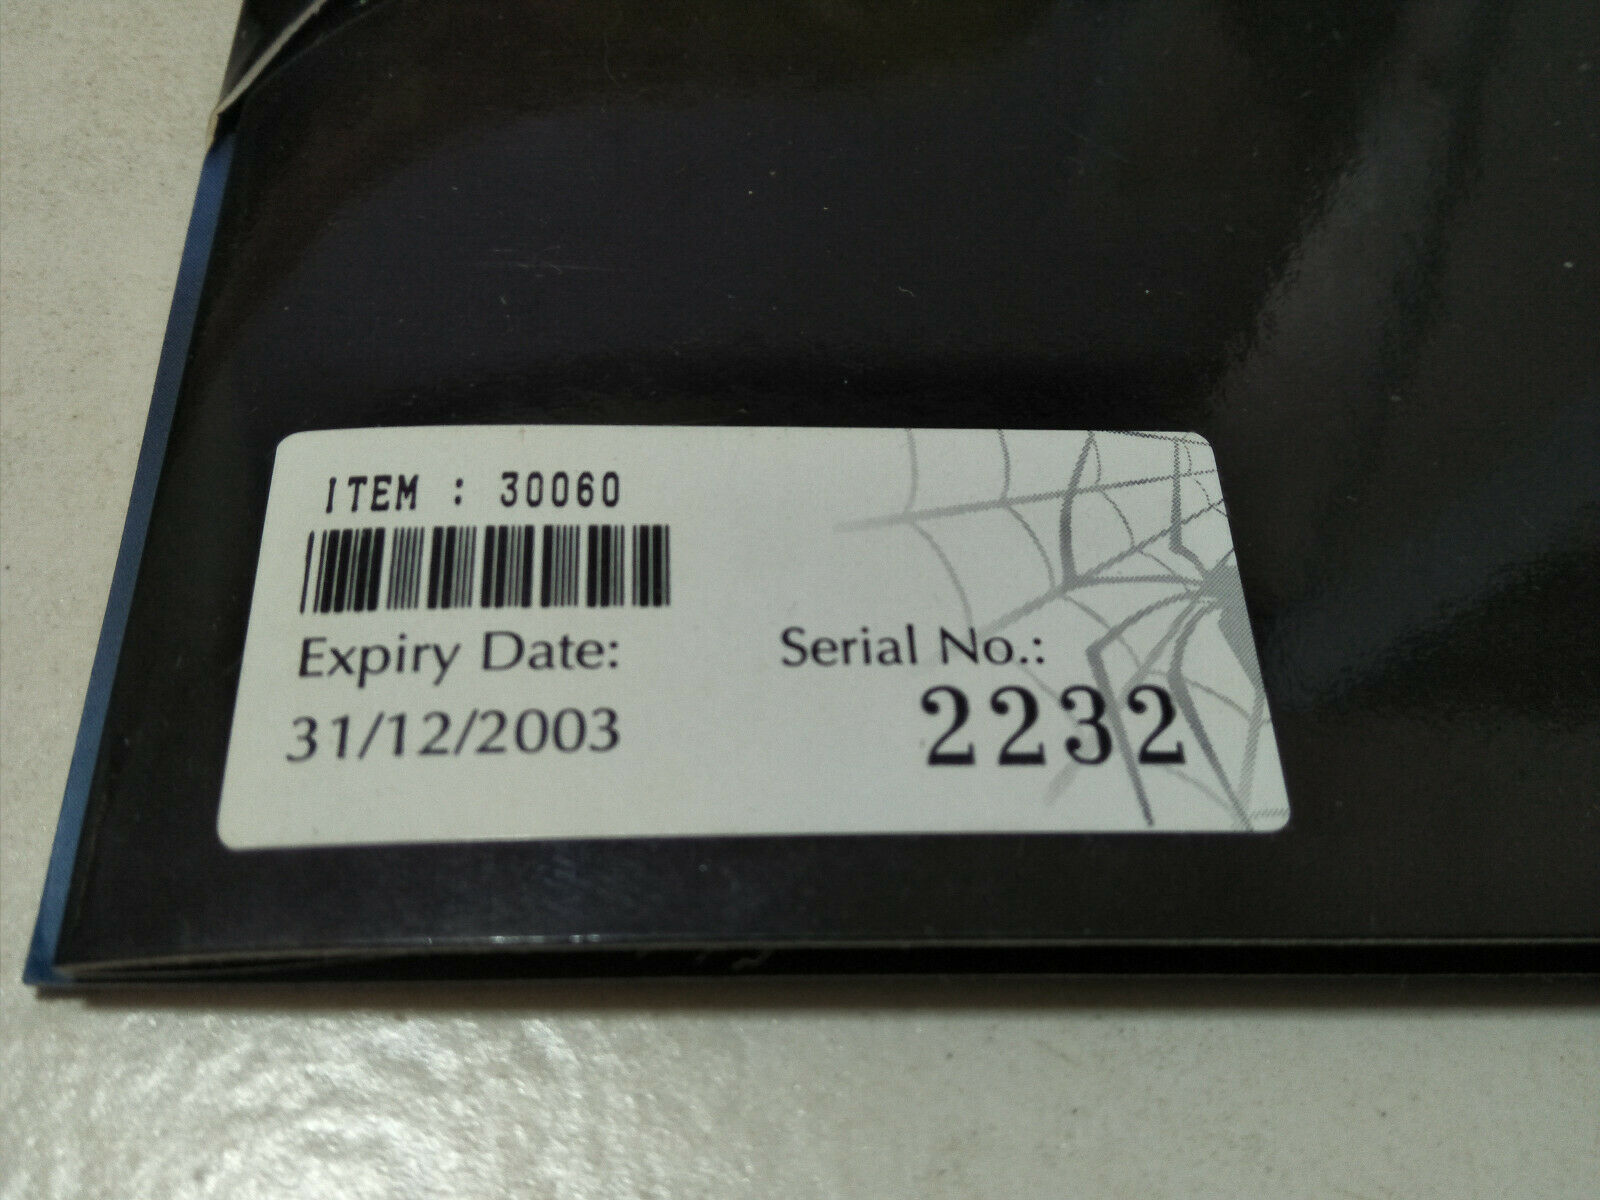 ITEM : 30060
Expiry Date:
31/12/2003
Serial No.:
2232